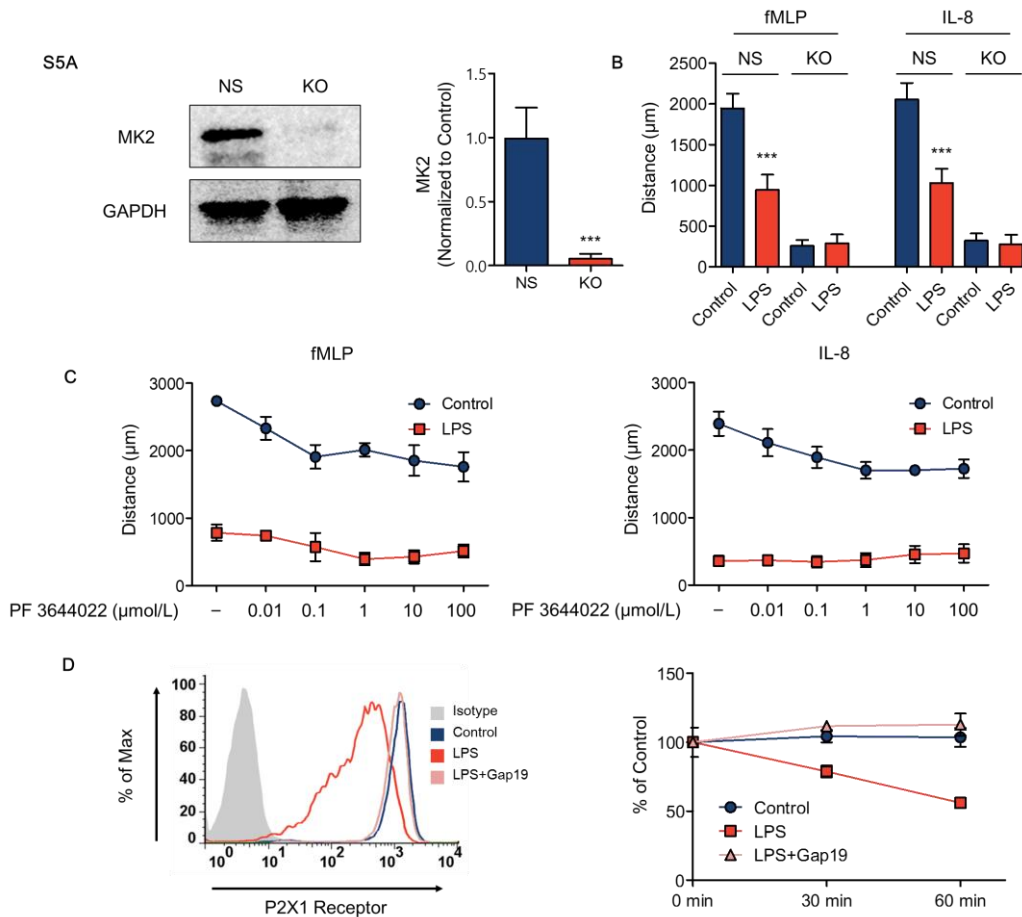 S5A
NS KO
MK2
GAPDH
MK2
(Normalized to Control)
1.5
1.0
0.5
0.0
NS KO
***
B
fMLP IL-8
NS KO NS KO
Distance (µm)
2500
2000
1500
1000
500
0
*** ***
Control LPS Control LPS Control LPS Control LPS
C
fMLP
Distance (µm)
3000
2000
1000
0
Control
LPS
PF 3644022 (µmol/L) – 0.01 0.1 1 10 100
IL-8
Distance (µm)
3000
2000
1000
0
Control
LPS
PF 3644022 (µmol/L) – 0.01 0.1 1 10 100
D
% of Max
100
80
60
40
20
0
10⁰ 10¹ 10² 10³ 10⁴
P2X1 Receptor
Isotype
Control
LPS
LPS+Gap19
% of Control
150
100
50
0
Control
LPS
LPS+Gap19
0 min 30 min 60 min